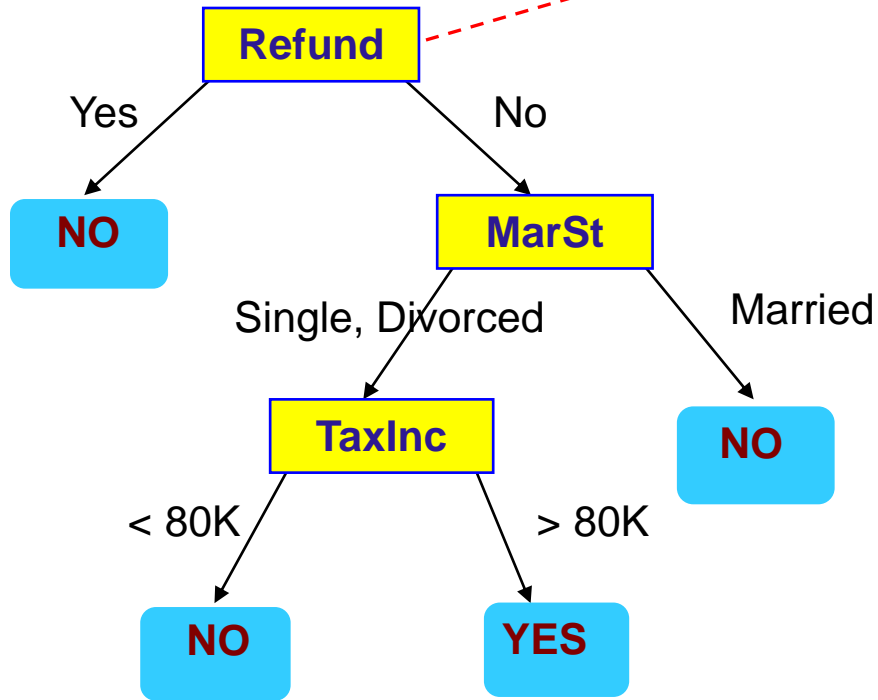 Refund
Yes
No
NO
MarSt
Single, Divorced
Married
TaxInc
NO
< 80K
> 80K
NO
YES